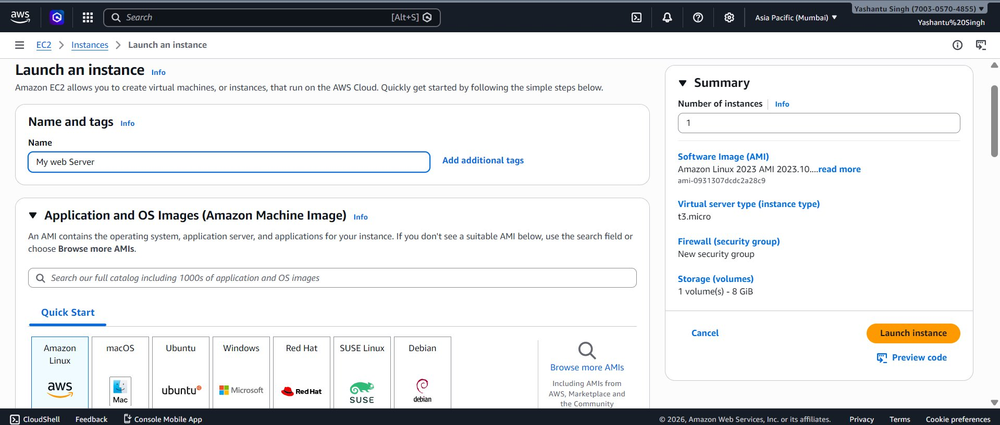 aws
Search
[Alt+S]
Asia Pacific (Mumbai) ▼
Yashantu Singh (7003-0570-4855) ▼
Yashantu%20Singh
EC2 > Instances > Launch an instance
Launch an instance Info
Amazon EC2 allows you to create virtual machines, or instances, that run on the AWS Cloud. Quickly get started by following the simple steps below.
Name and tags Info
Name
My web Server
Add additional tags
Application and OS Images (Amazon Machine Image) Info
An AMI contains the operating system, application server, and applications for your instance. If you don't see a suitable AMI below, use the search field or
choose Browse more AMIs.
Search our full catalog including 1000s of application and OS images
Quick Start
Amazon
Linux
aws
macOS
Mac
Ubuntu
ubuntu
Windows
Microsoft
Red Hat
Red Hat
SUSE Linux
SUSE
Debian
debian
Browse more AMIs
Including AMIs from
AWS, Marketplace and
the Community
Summary
Number of instances Info
1
Software Image (AMI)
Amazon Linux 2023 AMI 2023.10....read more
ami-0931307dcdc2a28c9
Virtual server type (instance type)
t3.micro
Firewall (security group)
New security group
Storage (volumes)
1 volume(s) - 8 GiB
Cancel
Launch instance
Preview code
CloudShell
Feedback
Console Mobile App
© 2026, Amazon Web Services, Inc. or its affiliates.
Privacy
Terms
Cookie preferences